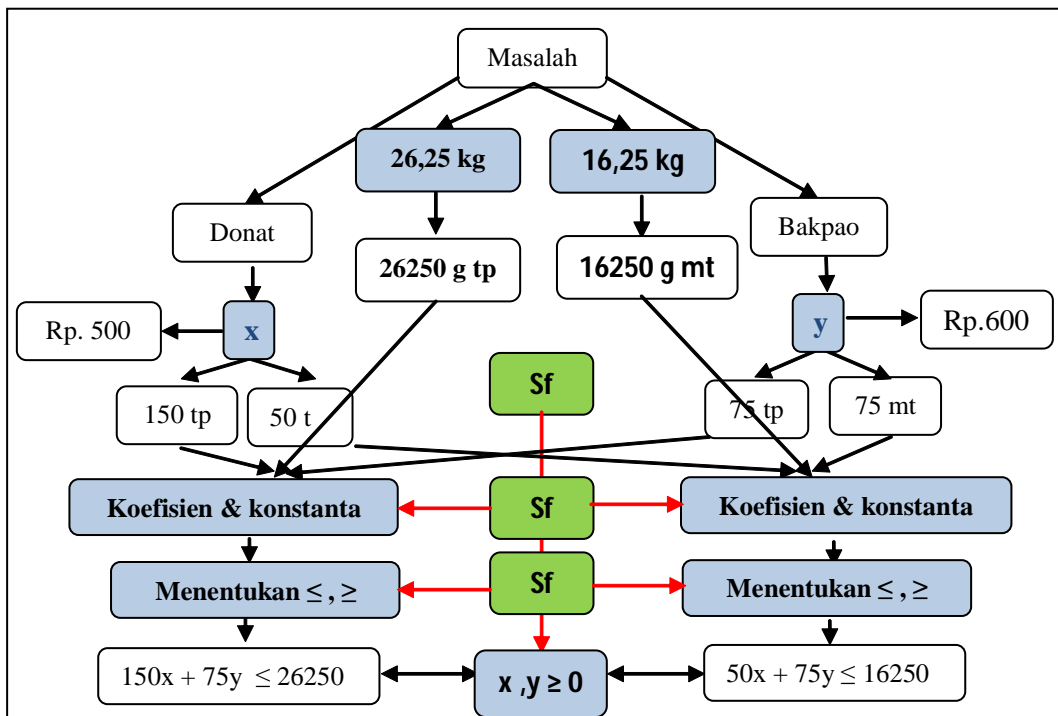 Masalah
26,25 kg
16,25 kg
Donat
Bakpao
26250 g tp
16250 g mt
Rp. 500
x
y
Rp.600
Sf
150 tp
50 t
75 tp
75 mt
Koefisien & konstanta
Sf
Koefisien & konstanta
Menentukan ≤ , ≥
Sf
Menentukan ≤ , ≥
150x + 75y ≤ 26250
x ,y ≥ 0
50x + 75y ≤ 16250